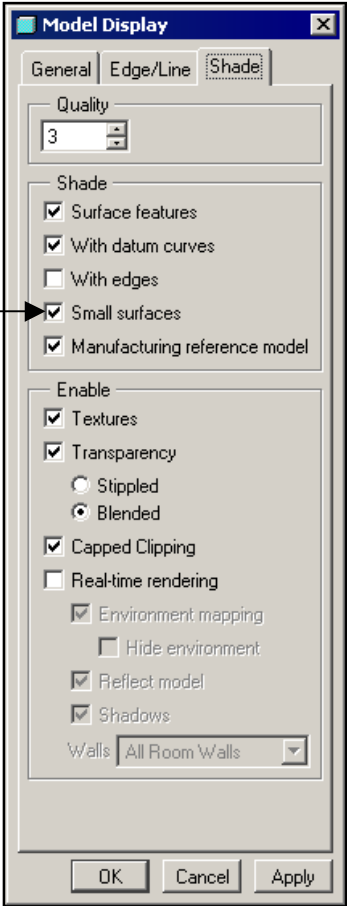 Model Display
General Edge/Line Shade
Quality
3
Shade
Surface features
With datum curves
With edges
Small surfaces
Manufacturing reference model
Enable
Textures
Transparency
Stippled
Blended
Capped Clipping
Real-time rendering
Environment mapping
Hide environment
Reflect model
Shadows
Walls All Room Walls
OK Cancel Apply